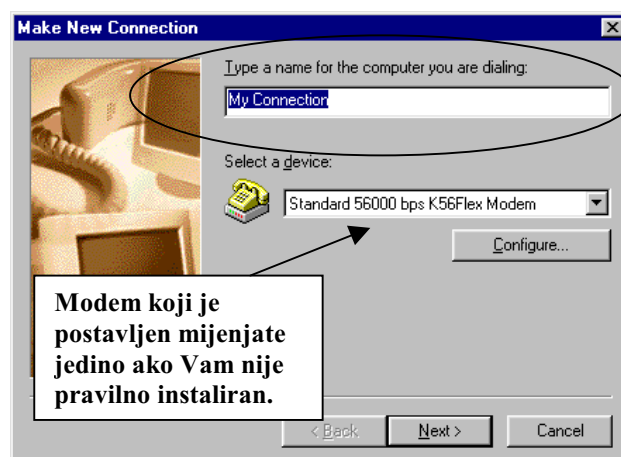 Make New Connection
Type a name for the computer you are dialing:
My Connection
Select a device:
Standard 56000 bps K56Flex Modem
Configure...
Modem koji je
postavljen mijenjate
jedino ako Vam nije
pravilno instaliran.
< Back
Next >
Cancel